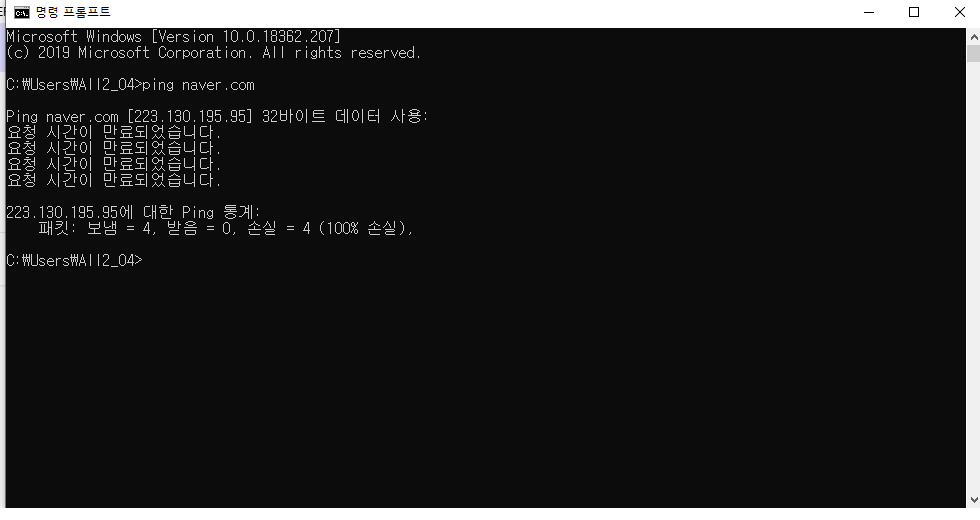 명령 프롬프트
Microsoft Windows [Version 10.0.18362.207]
(c) 2019 Microsoft Corporation. All rights reserved.
C:₩Users₩All2_04>ping naver.com
Ping naver.com [223.130.195.95] 32바이트 데이터 사용:
요청 시간이 만료되었습니다.
요청 시간이 만료되었습니다.
요청 시간이 만료되었습니다.
요청 시간이 만료되었습니다.
223.130.195.95에 대한 Ping 통계:
패킷: 보냄 = 4, 받음 = 0, 손실 = 4 (100% 손실),
C:₩Users₩All2_04>